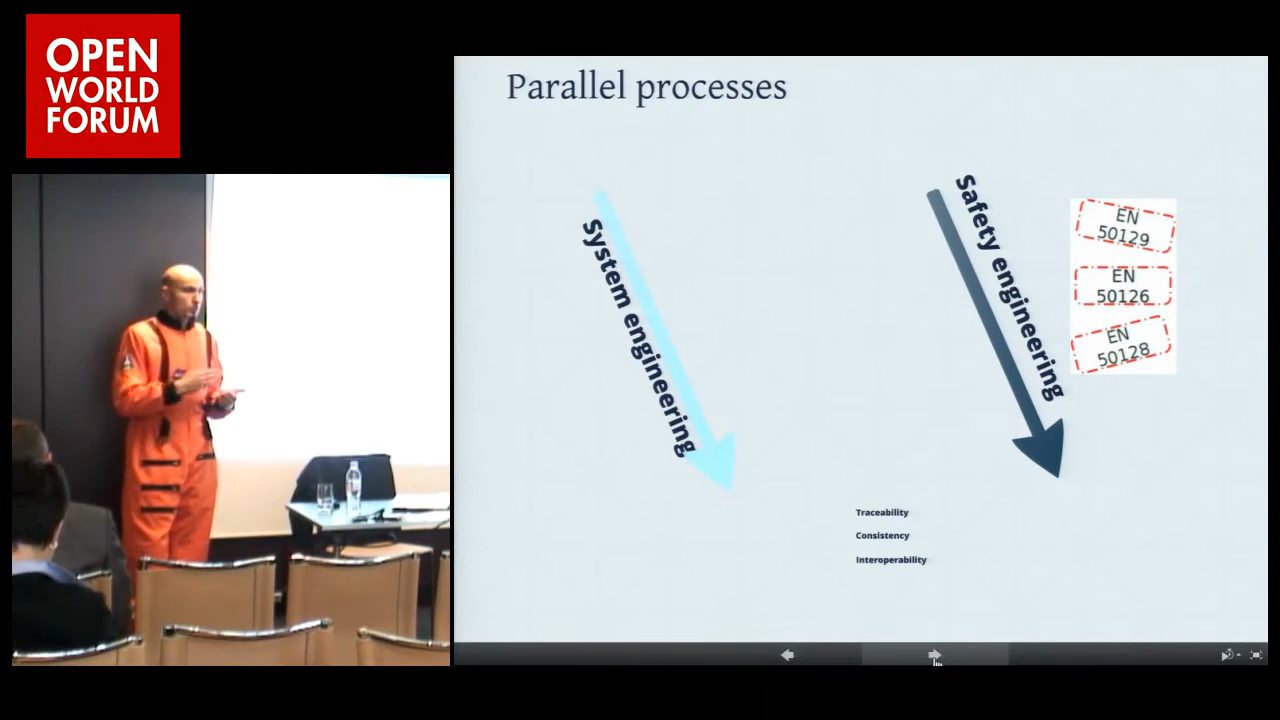 OPEN
WORLD
FORUM
Parallel processes
System engineering
Safety engineering
EN
50129
EN
50126
EN
50128
Traceability
Consistency
Interoperability